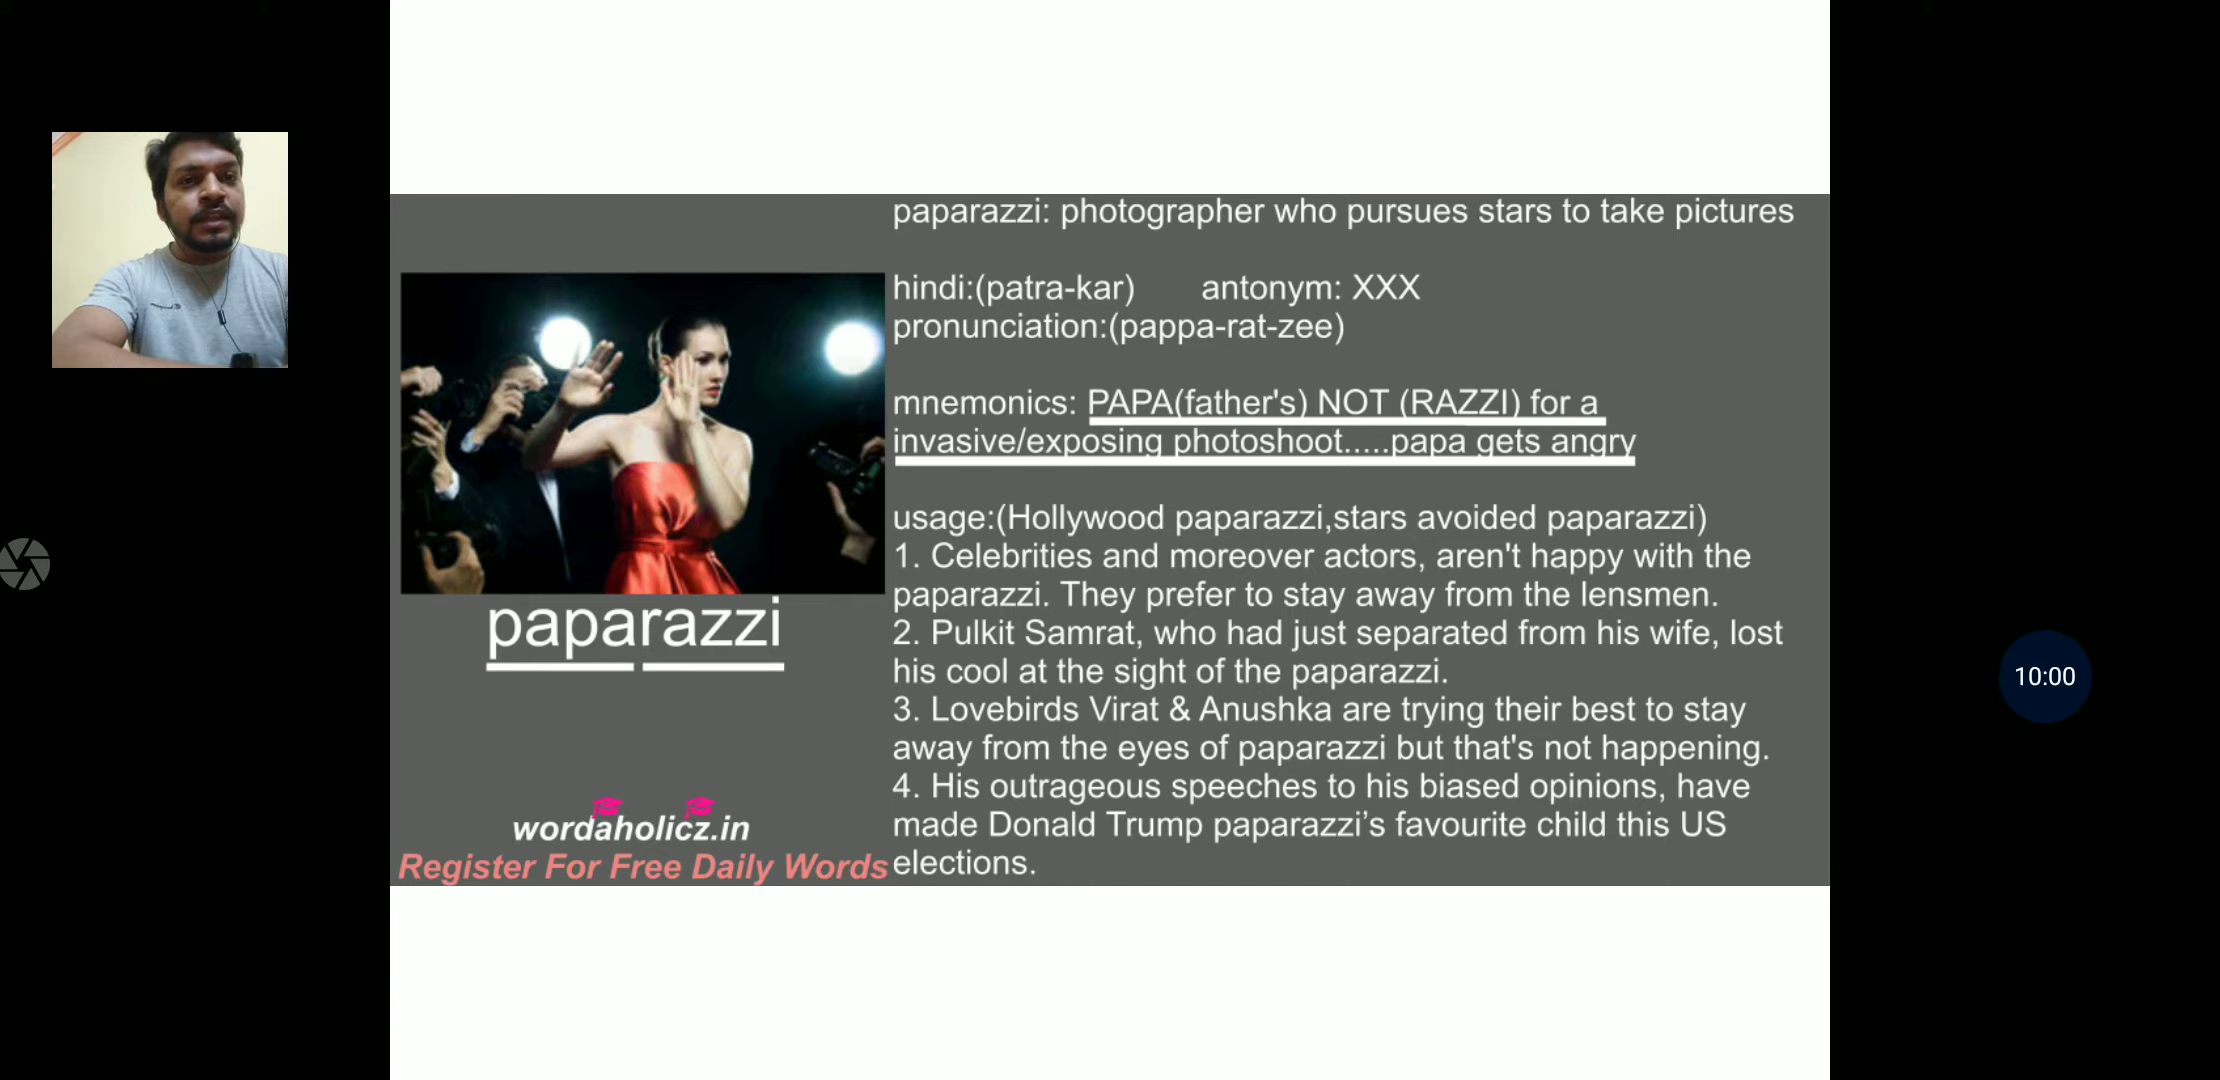 paparazzi: photographer who pursues stars to take pictures
hindi:(patra-kar) antonym: XXX
pronunciation:(pappa-rat-zee)
mnemonics: PAPA(father's) NOT (RAZZI) for a
invasive/exposing photoshoot.....papa gets angry
usage:(Hollywood paparazzi,stars avoided paparazzi)
1. Celebrities and moreover actors, aren't happy with the
paparazzi. They prefer to stay away from the lensmen.
2. Pulkit Samrat, who had just separated from his wife, lost
his cool at the sight of the paparazzi.
3. Lovebirds Virat & Anushka are trying their best to stay
away from the eyes of paparazzi but that's not happening.
4. His outrageous speeches to his biased opinions, have
made Donald Trump paparazzi’s favourite child this US
elections.
paparazzi
wordaholicz.in
Register For Free Daily Words
10:00